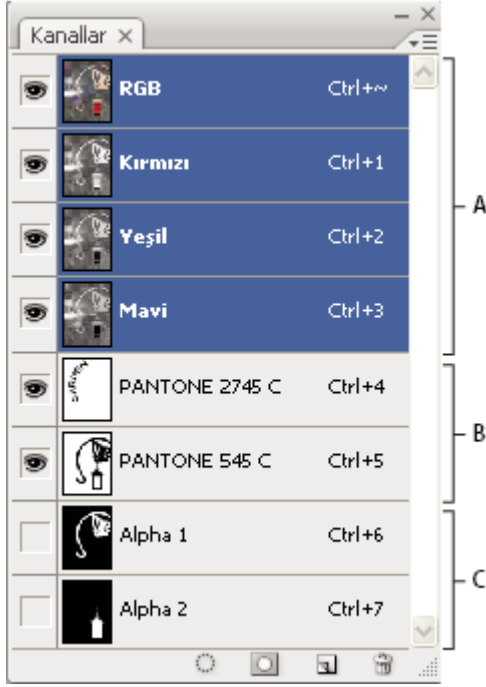 Kanallar
RGB Ctrl+~
Kırmızı Ctrl+1
A
Yeşil Ctrl+2
Mavi Ctrl+3
PANTONE 2745 C Ctrl+4
B
PANTONE 545 C Ctrl+5
Alpha 1 Ctrl+6
C
Alpha 2 Ctrl+7